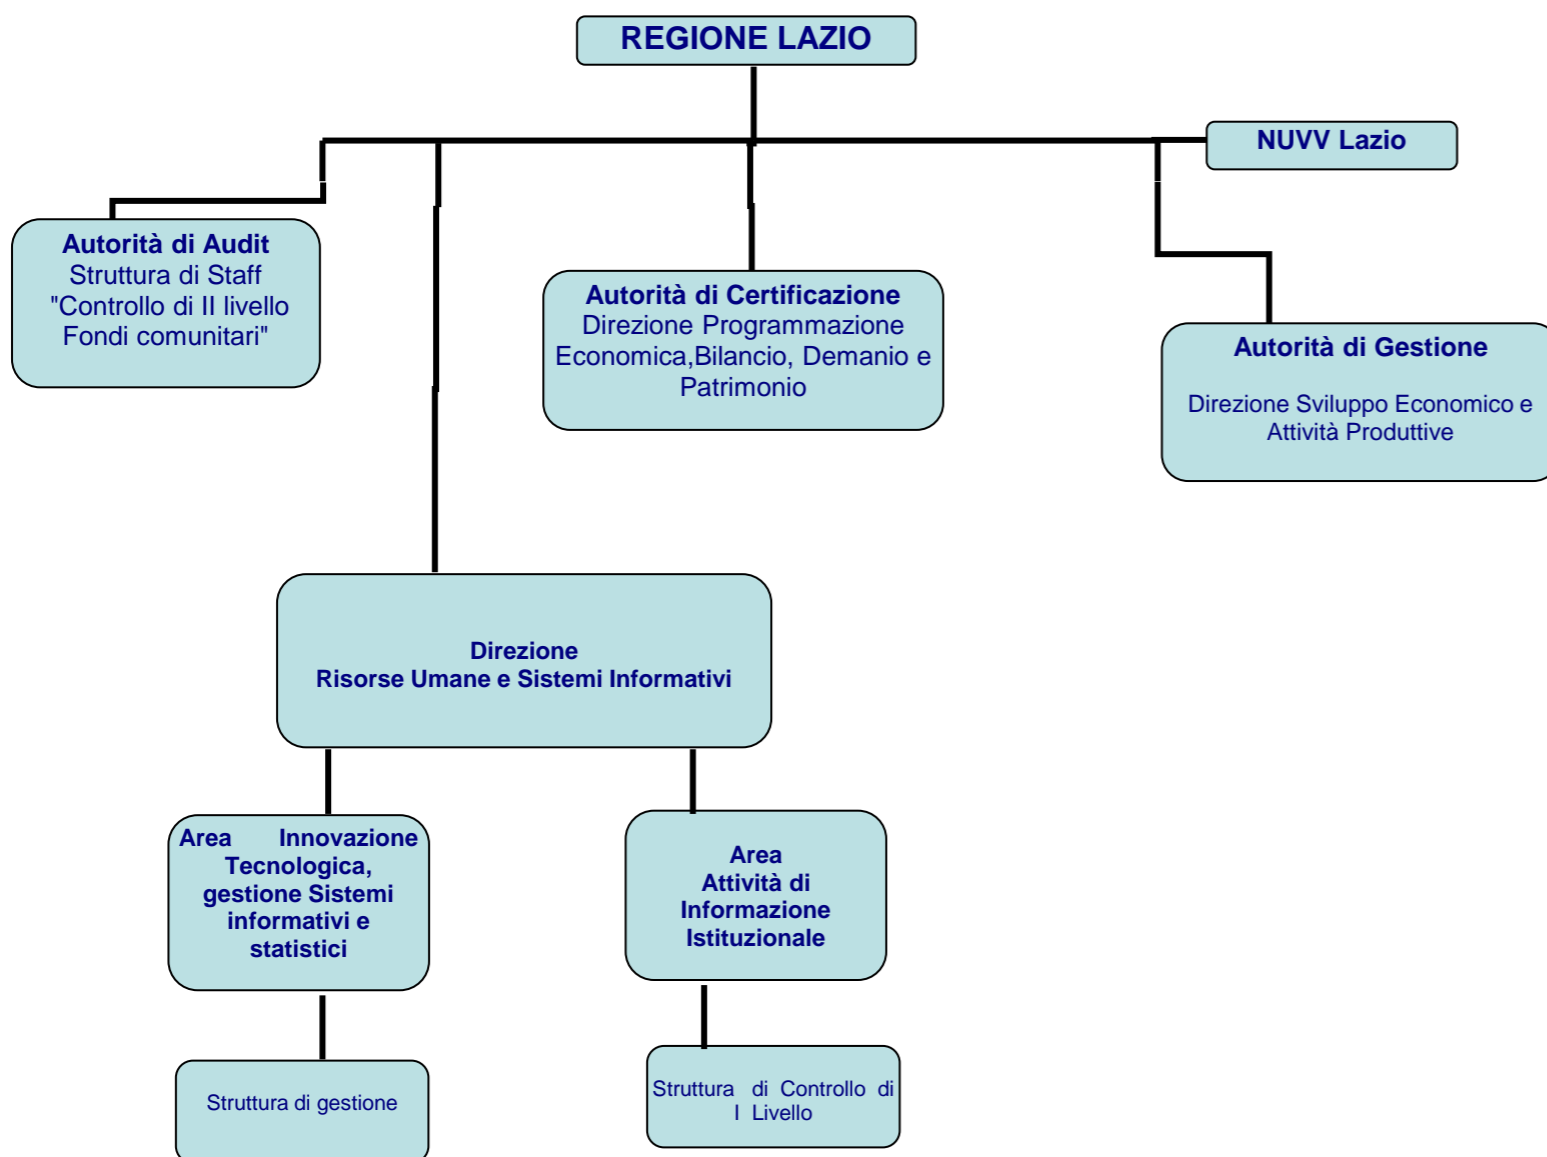 REGIONE LAZIO
NUVV Lazio
Autorità di Audit
Struttura di Staff
"Controllo di II livello
Fondi comunitari"
Autorità di Certificazione
Direzione Programmazione
Economica,Bilancio, Demanio e
Patrimonio
Autorità di Gestione
Direzione Sviluppo Economico e
Attività Produttive
Direzione
Risorse Umane e Sistemi Informativi
Area Innovazione
Tecnologica,
gestione Sistemi
informativi e
statistici
Area
Attività di
Informazione
Istituzionale
Struttura di gestione
Struttura di Controllo di
I Livello